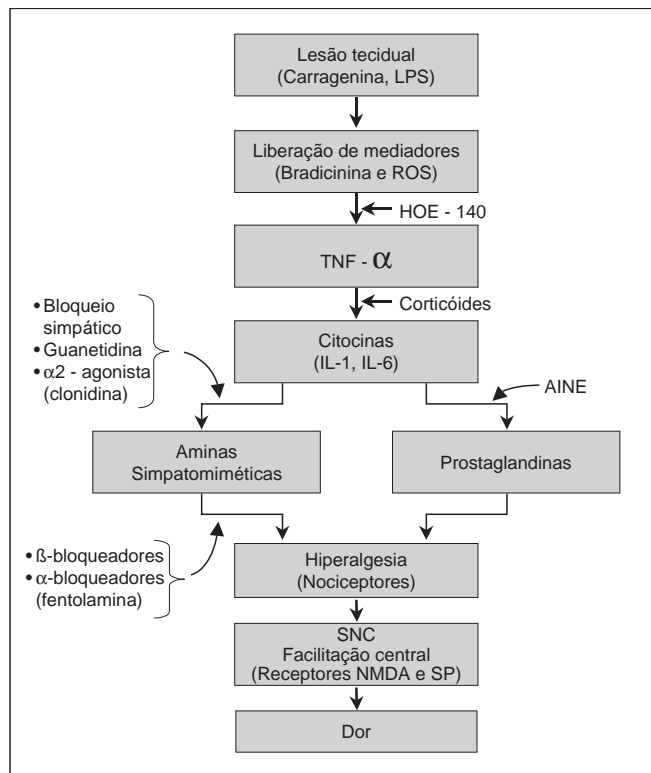 Lesão tecidual
(Carragenina, LPS)
Liberação de mediadores
(Bradicinina e ROS)
HOE - 140
TNF - α
Corticóides
• Bloqueio
simpático
• Guanetidina
• α2 - agonista
(clonidina)
Citocinas
(IL-1, IL-6)
AINE
Aminas
Simpatomiméticas
Prostaglandinas
• ß-bloqueadores
• α-bloqueadores
(fentolamina)
Hiperalgesia
(Nociceptores)
SNC
Facilitação central
(Receptores NMDA e SP)
Dor